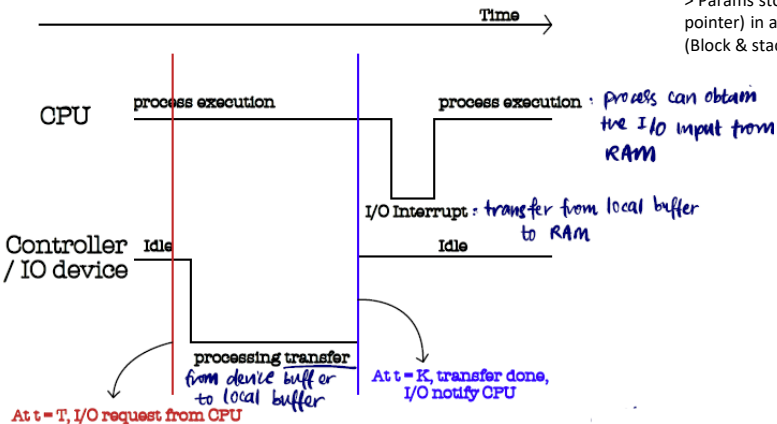 Time
> Params sto
pointer) in a
(Block & stac
CPU
process execution
process execution : process can obtain
the I/O input from
RAM
I/O Interrupt : transfer from local buffer
to RAM
Controller
/ IO device
Idle
Idle
processing transfer
from device buffer
to local buffer
At t = K, transfer done,
I/O notify CPU
At t = T, I/O request from CPU